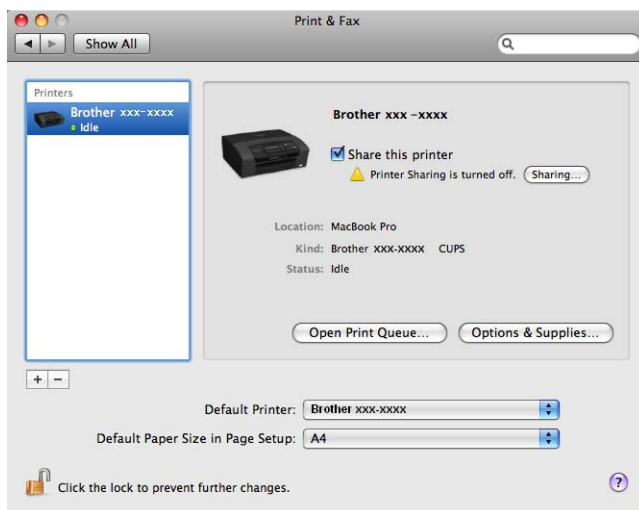 Print & Fax
Show All
Printers
Brother xxx-xxxx
Idle
Brother xxx -xxxx
Share this printer
Printer Sharing is turned off. Sharing...
Location: MacBook Pro
Kind: Brother XXX-XXXX CUPS
Status: Idle
Open Print Queue... Options & Supplies...
+ −
Default Printer: Brother xxx-xxxx
Default Paper Size in Page Setup: A4
Click the lock to prevent further changes.
?